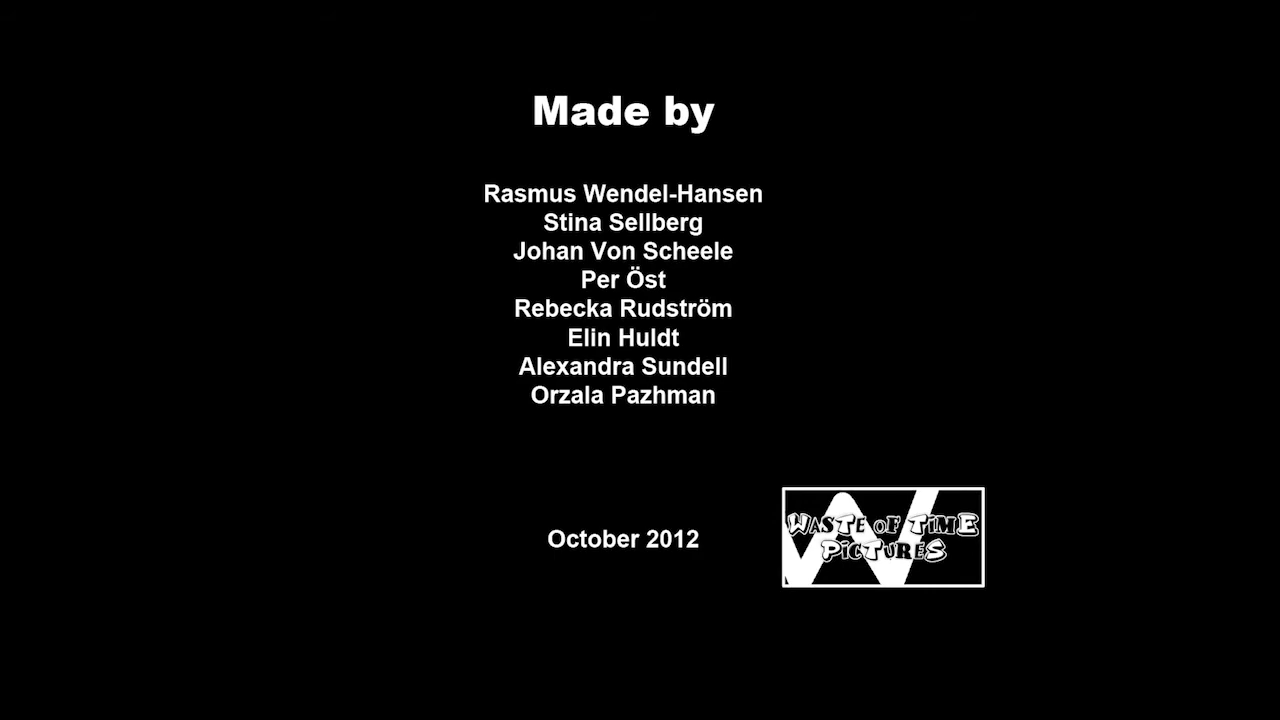 Made by
Rasmus Wendel-Hansen
Stina Sellberg
Johan Von Scheele
Per Öst
Rebecka Rudström
Elin Huldt
Alexandra Sundell
Orzala Pazhman
October 2012
WASTE OF TiME
PiCTURES